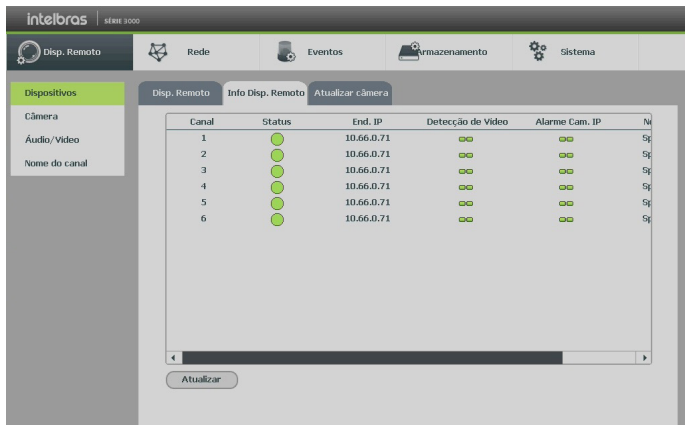 intelbras SÉRIE 3000
Disp. Remoto Rede Eventos Armazenamento Sistema
Dispositivos
Câmera
Áudio/Video
Nome do canal
Disp. Remoto Info Disp. Remoto Atualizar câmera
Canal Status End. IP Detecção de Vídeo Alarme Cam. IP
1 10.66.0.71
2 10.66.0.71
3 10.66.0.71
4 10.66.0.71
5 10.66.0.71
6 10.66.0.71
Atualizar